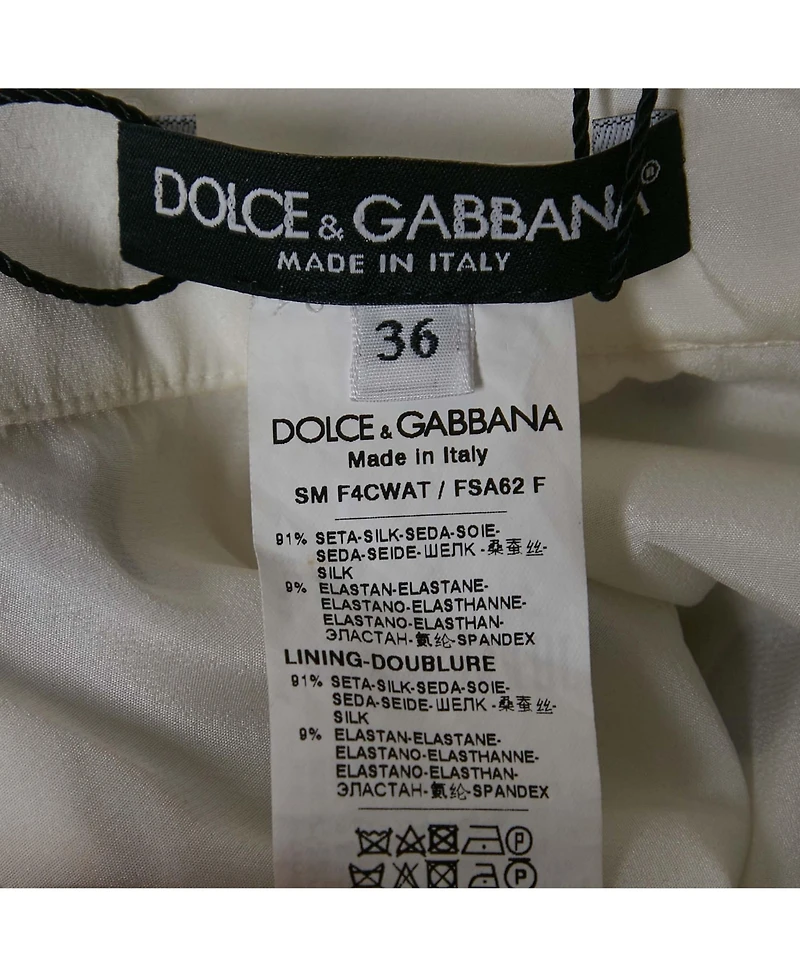 DOLCE & GABBANA®
MADE IN ITALY
36
DOLCE & GABBANA
Made in Italy
SM F4CWAT / FSA62 F
91% SETA-SILK-SEDA-SOIE-
SEDA-SEIDE-ШЕЛК -桑蚕丝-
SILK
9% ELASTAN-ELASTANE-
ELASTANO-ELASTHANNE-
ELASTANO-ELASTHAN-
ЭЛАСТАН-氨纶-SPANDEX
LINING-DOUBLURE
91% SETA-SILK-SEDA-SOIE-
SEDA-SEIDE-ШЕЛК -桑蚕丝-
SILK
9% ELASTAN-ELASTANE-
ELASTANO-ELASTHANNE-
ELASTANO-ELASTHAN-
ЭЛАСТАН-氨纶-SPANDEX
P
P